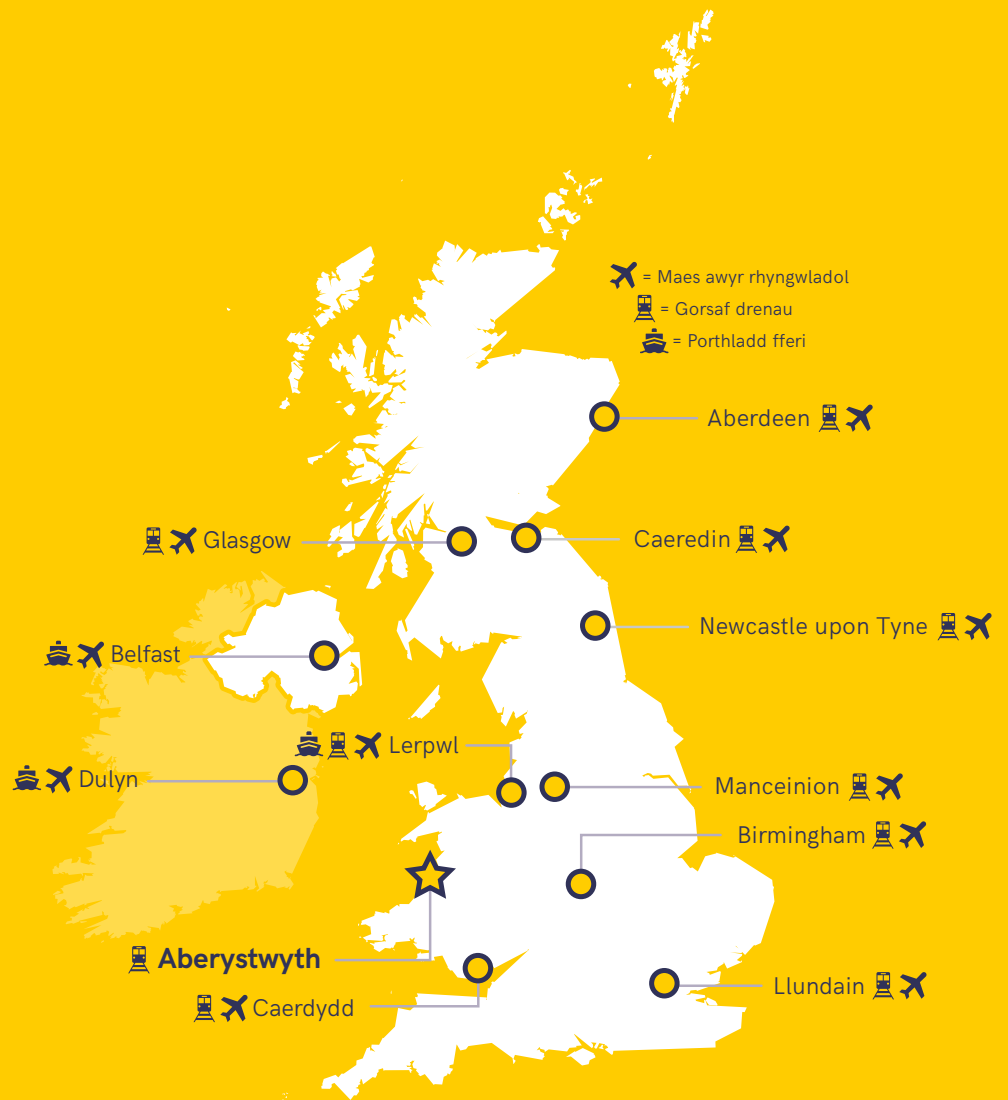 = Maes awyr rhyngwladol
= Gorsaf drenau
= Porthladd fferi
Aberdeen
Glasgow
Caeredin
Newcastle upon Tyne
Belfast
Lerpwl
Dulyn
Manceinion
Birmingham
Aberystwyth
Llundain
Caerdydd